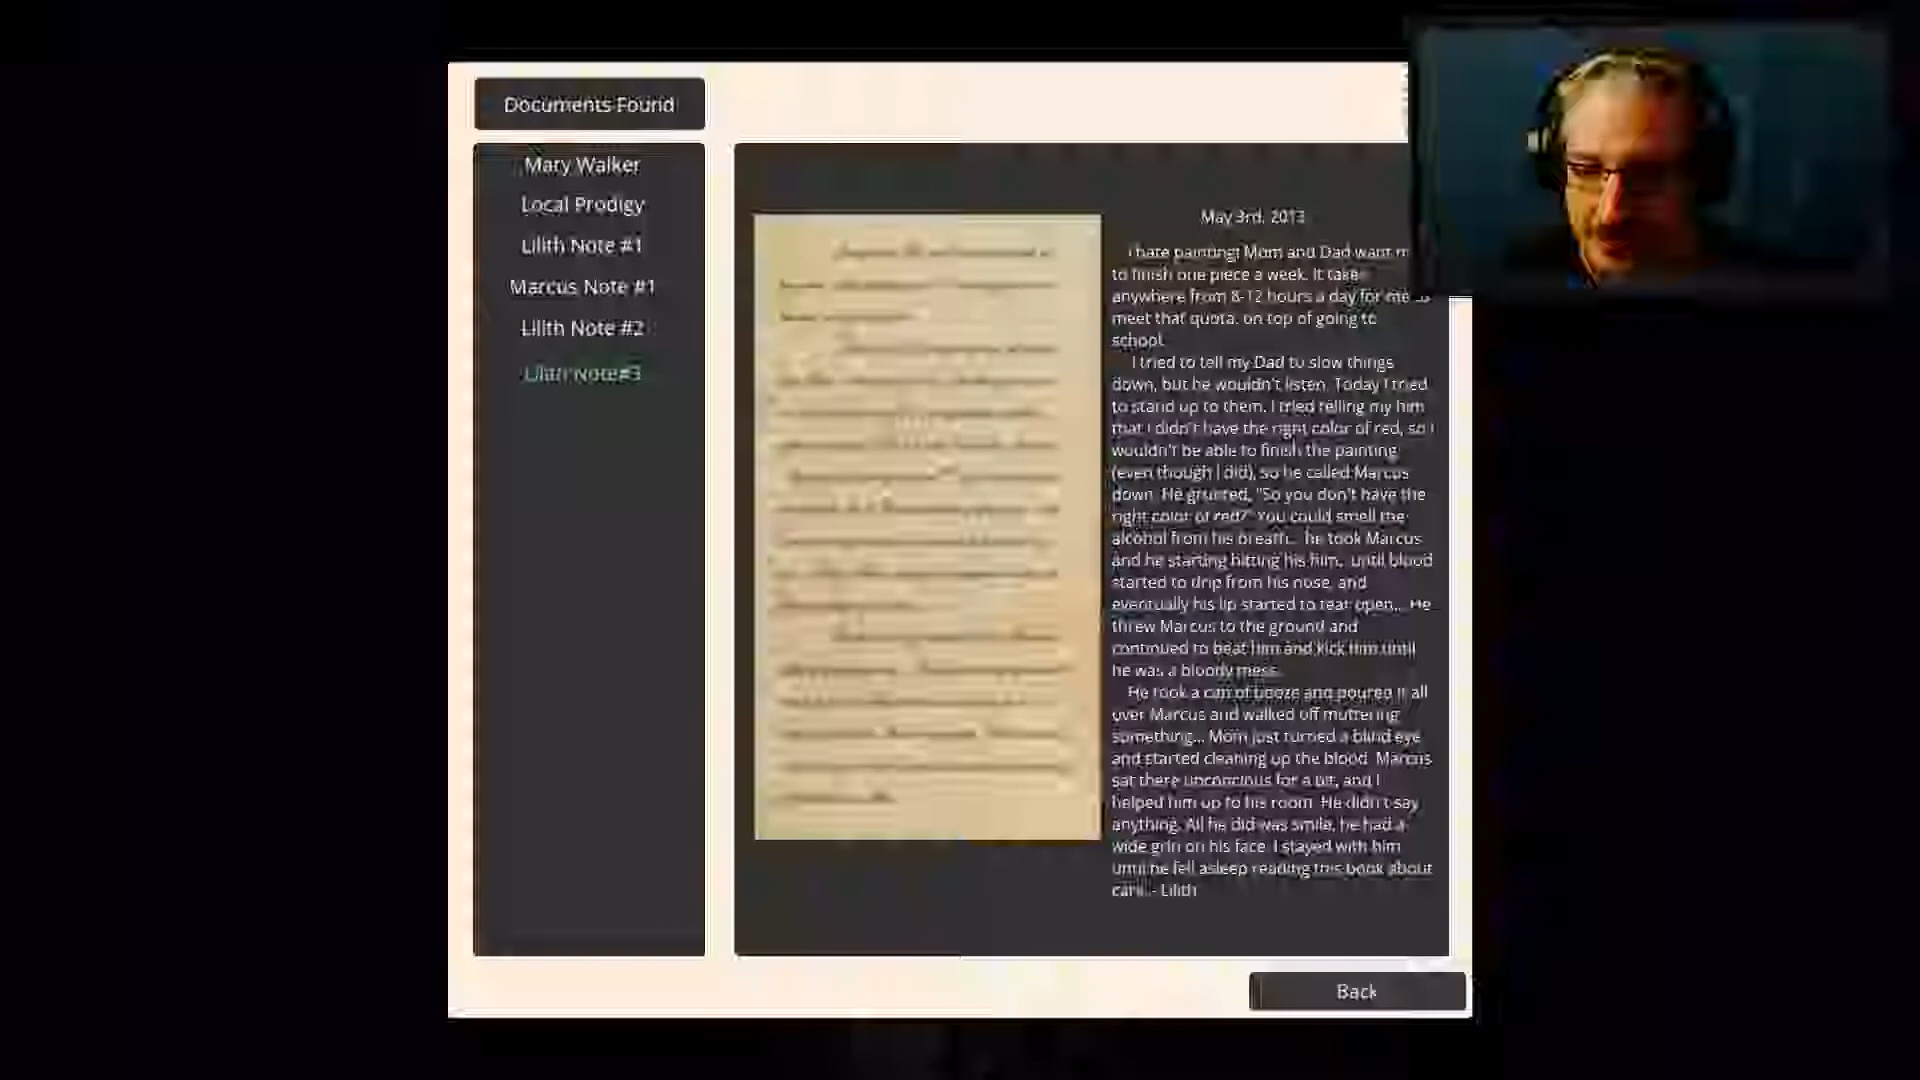 Documents Found
Mary Walker
Local Prodigy
Lilith Note #1
Marcus Note #1
Lilith Note #2
Lilith Note#3
May 3rd, 2013
I hate painting! Mom and Dad want
to finish one piece a week. It take
anywhere from 8-12 hours a day for me
meet that quota, on top of going to
school.
I tried to tell my Dad to slow things
down, but he wouldn't listen. Today I tried
to stand up to them. I tried telling my him
that I didn't have the right color of red, so I
wouldn't be able to finish the painting
(even though I did), so he called Marcus
down. He grunted, "So you don't have the
right color of red?" You could smell the
alcohol from his breath... he took Marcus
and he starting hitting his him.. until blood
started to drip from his nose, and
eventually his lip started to tear open... He
threw Marcus to the ground and
continued to beat him and kick him until
he was a bloody mess.
He took a can of booze and poured it all
over Marcus and walked off muttering
something... Mom just turned a blind eye
and started cleaning up the blood. Marcus
sat there unconcious for a bit, and I
helped him up to his room. He didn't say
anything. All he did was smile, he had a
wide grin on his face. I stayed with him
until he fell asleep reading this book about
- Lilith
Back